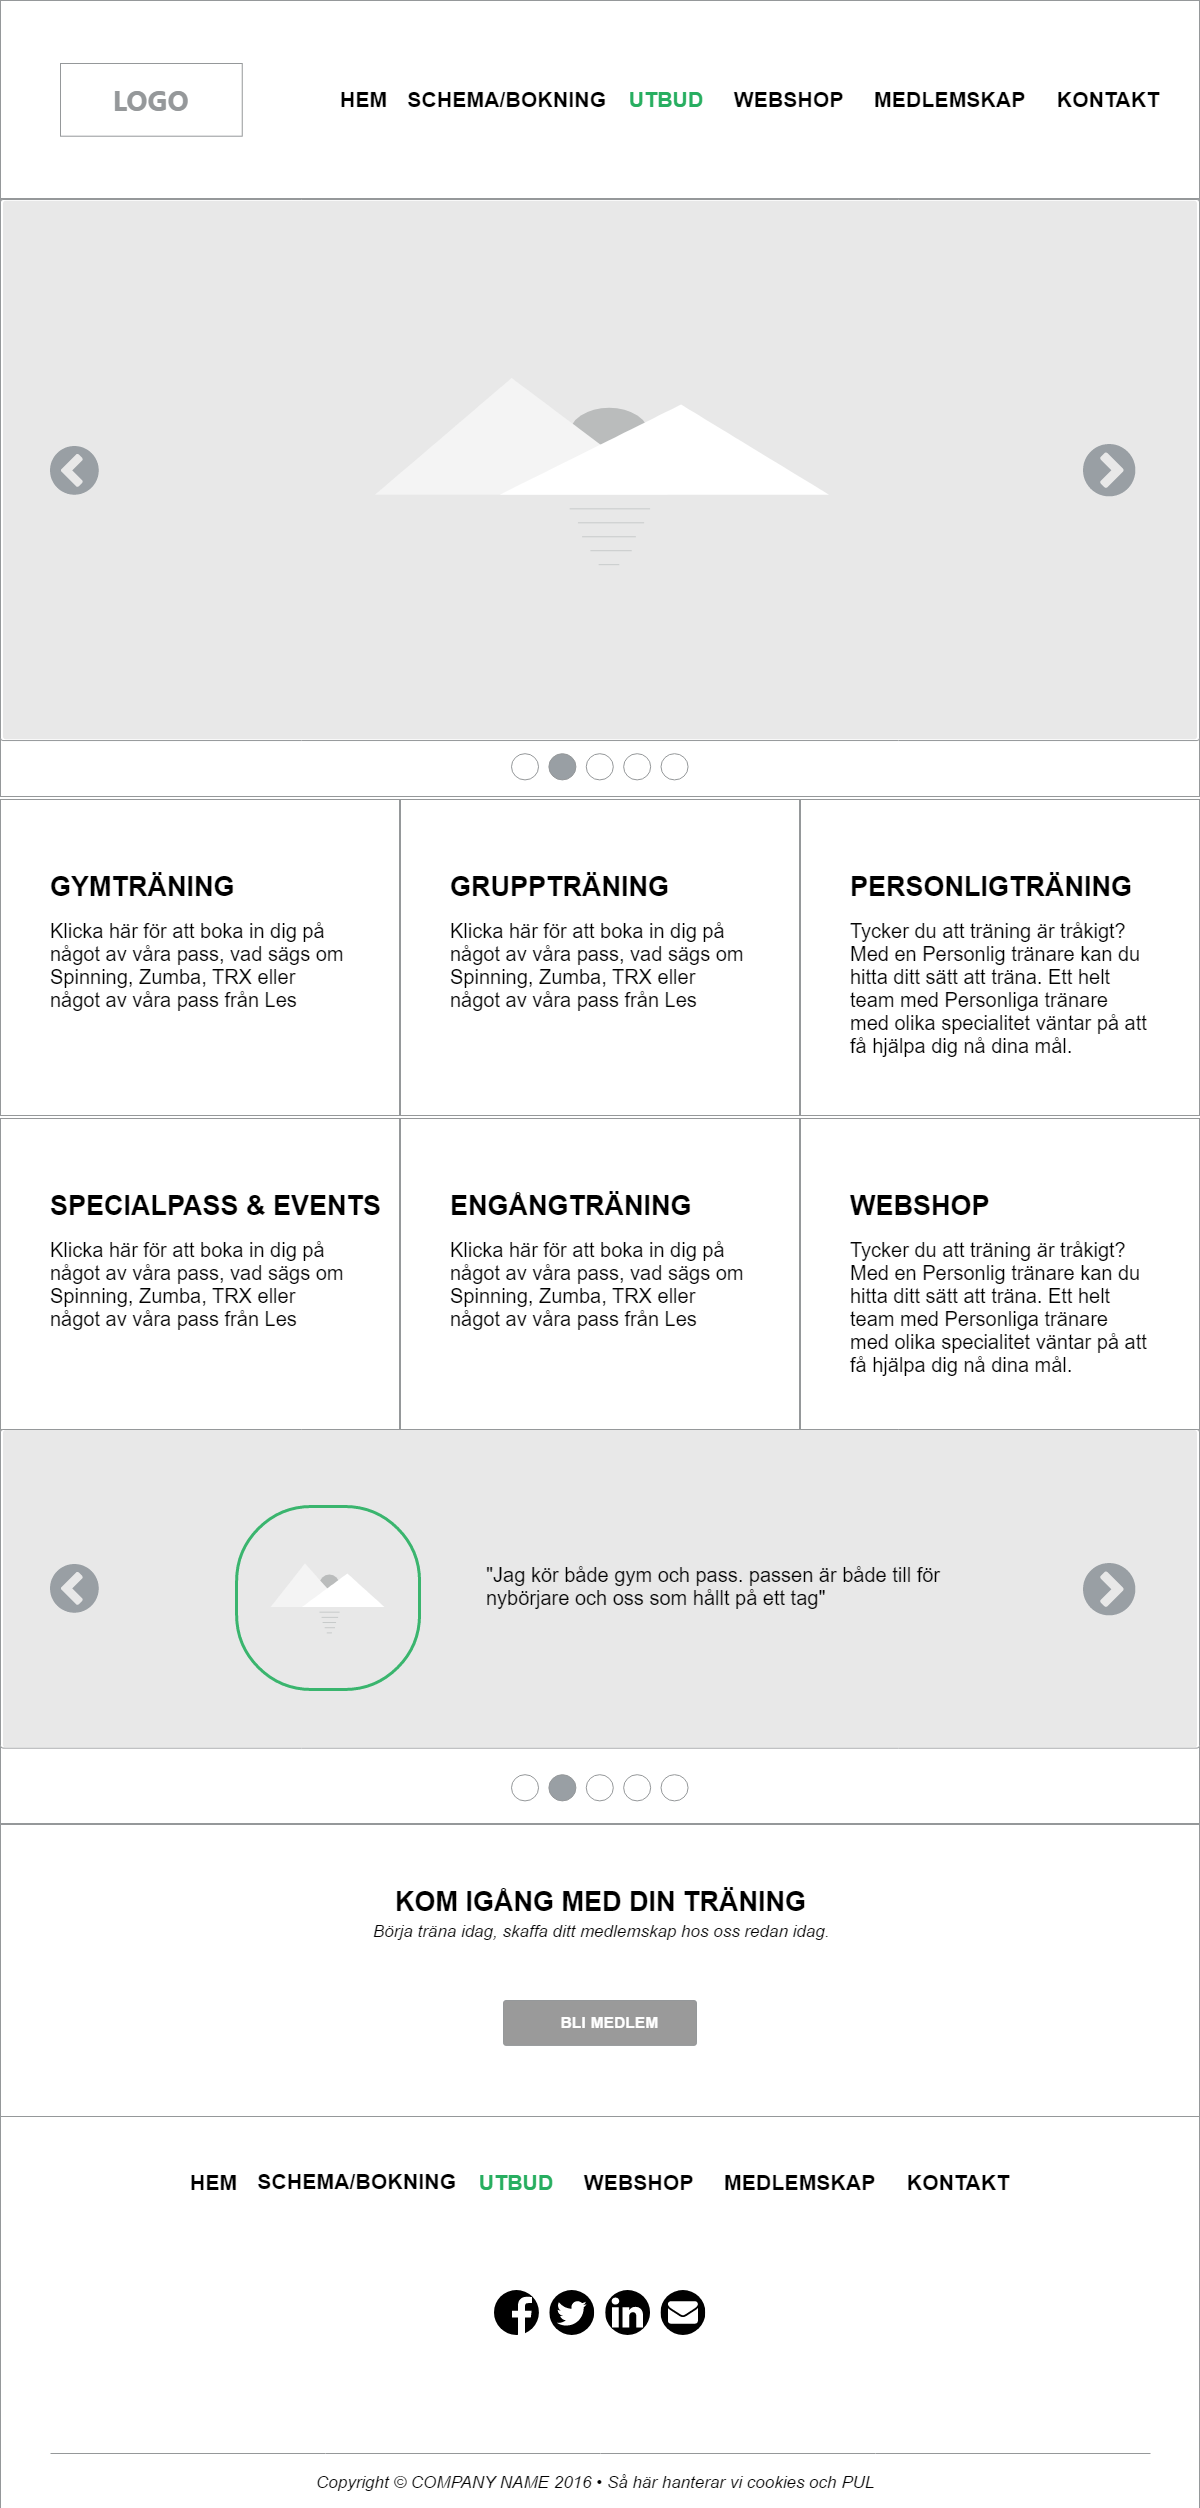 LOGO
HEM SCHEMA/BOKNING UTBUD WEBSHOP MEDLEMSKAP KONTAKT
GYMTRÄNING
Klicka här för att boka in dig på
något av våra pass, vad sägs om
Spinning, Zumba, TRX eller
något av våra pass från Les
GRUPPTRÄNING
Klicka här för att boka in dig på
något av våra pass, vad sägs om
Spinning, Zumba, TRX eller
något av våra pass från Les
PERSONLIGTRÄNING
Tycker du att träning är tråkigt?
Med en Personlig tränare kan du
hitta ditt sätt att träna. Ett helt
team med Personliga tränare
med olika specialitet väntar på att
få hjälpa dig nå dina mål.
SPECIALPASS & EVENTS
Klicka här för att boka in dig på
något av våra pass, vad sägs om
Spinning, Zumba, TRX eller
något av våra pass från Les
ENGÅNGTRÄNING
Klicka här för att boka in dig på
något av våra pass, vad sägs om
Spinning, Zumba, TRX eller
något av våra pass från Les
WEBSHOP
Tycker du att träning är tråkigt?
Med en Personlig tränare kan du
hitta ditt sätt att träna. Ett helt
team med Personliga tränare
med olika specialitet väntar på att
få hjälpa dig nå dina mål.
"Jag kör både gym och pass. passen är både till för
nybörjare och oss som hållt på ett tag"
KOM IGÅNG MED DIN TRÄNING
Börja träna idag, skaffa ditt medlemskap hos oss redan idag.
BLI MEDLEM
HEM SCHEMA/BOKNING UTBUD WEBSHOP MEDLEMSKAP KONTAKT
Copyright © COMPANY NAME 2016 • Så här hanterar vi cookies och PUL